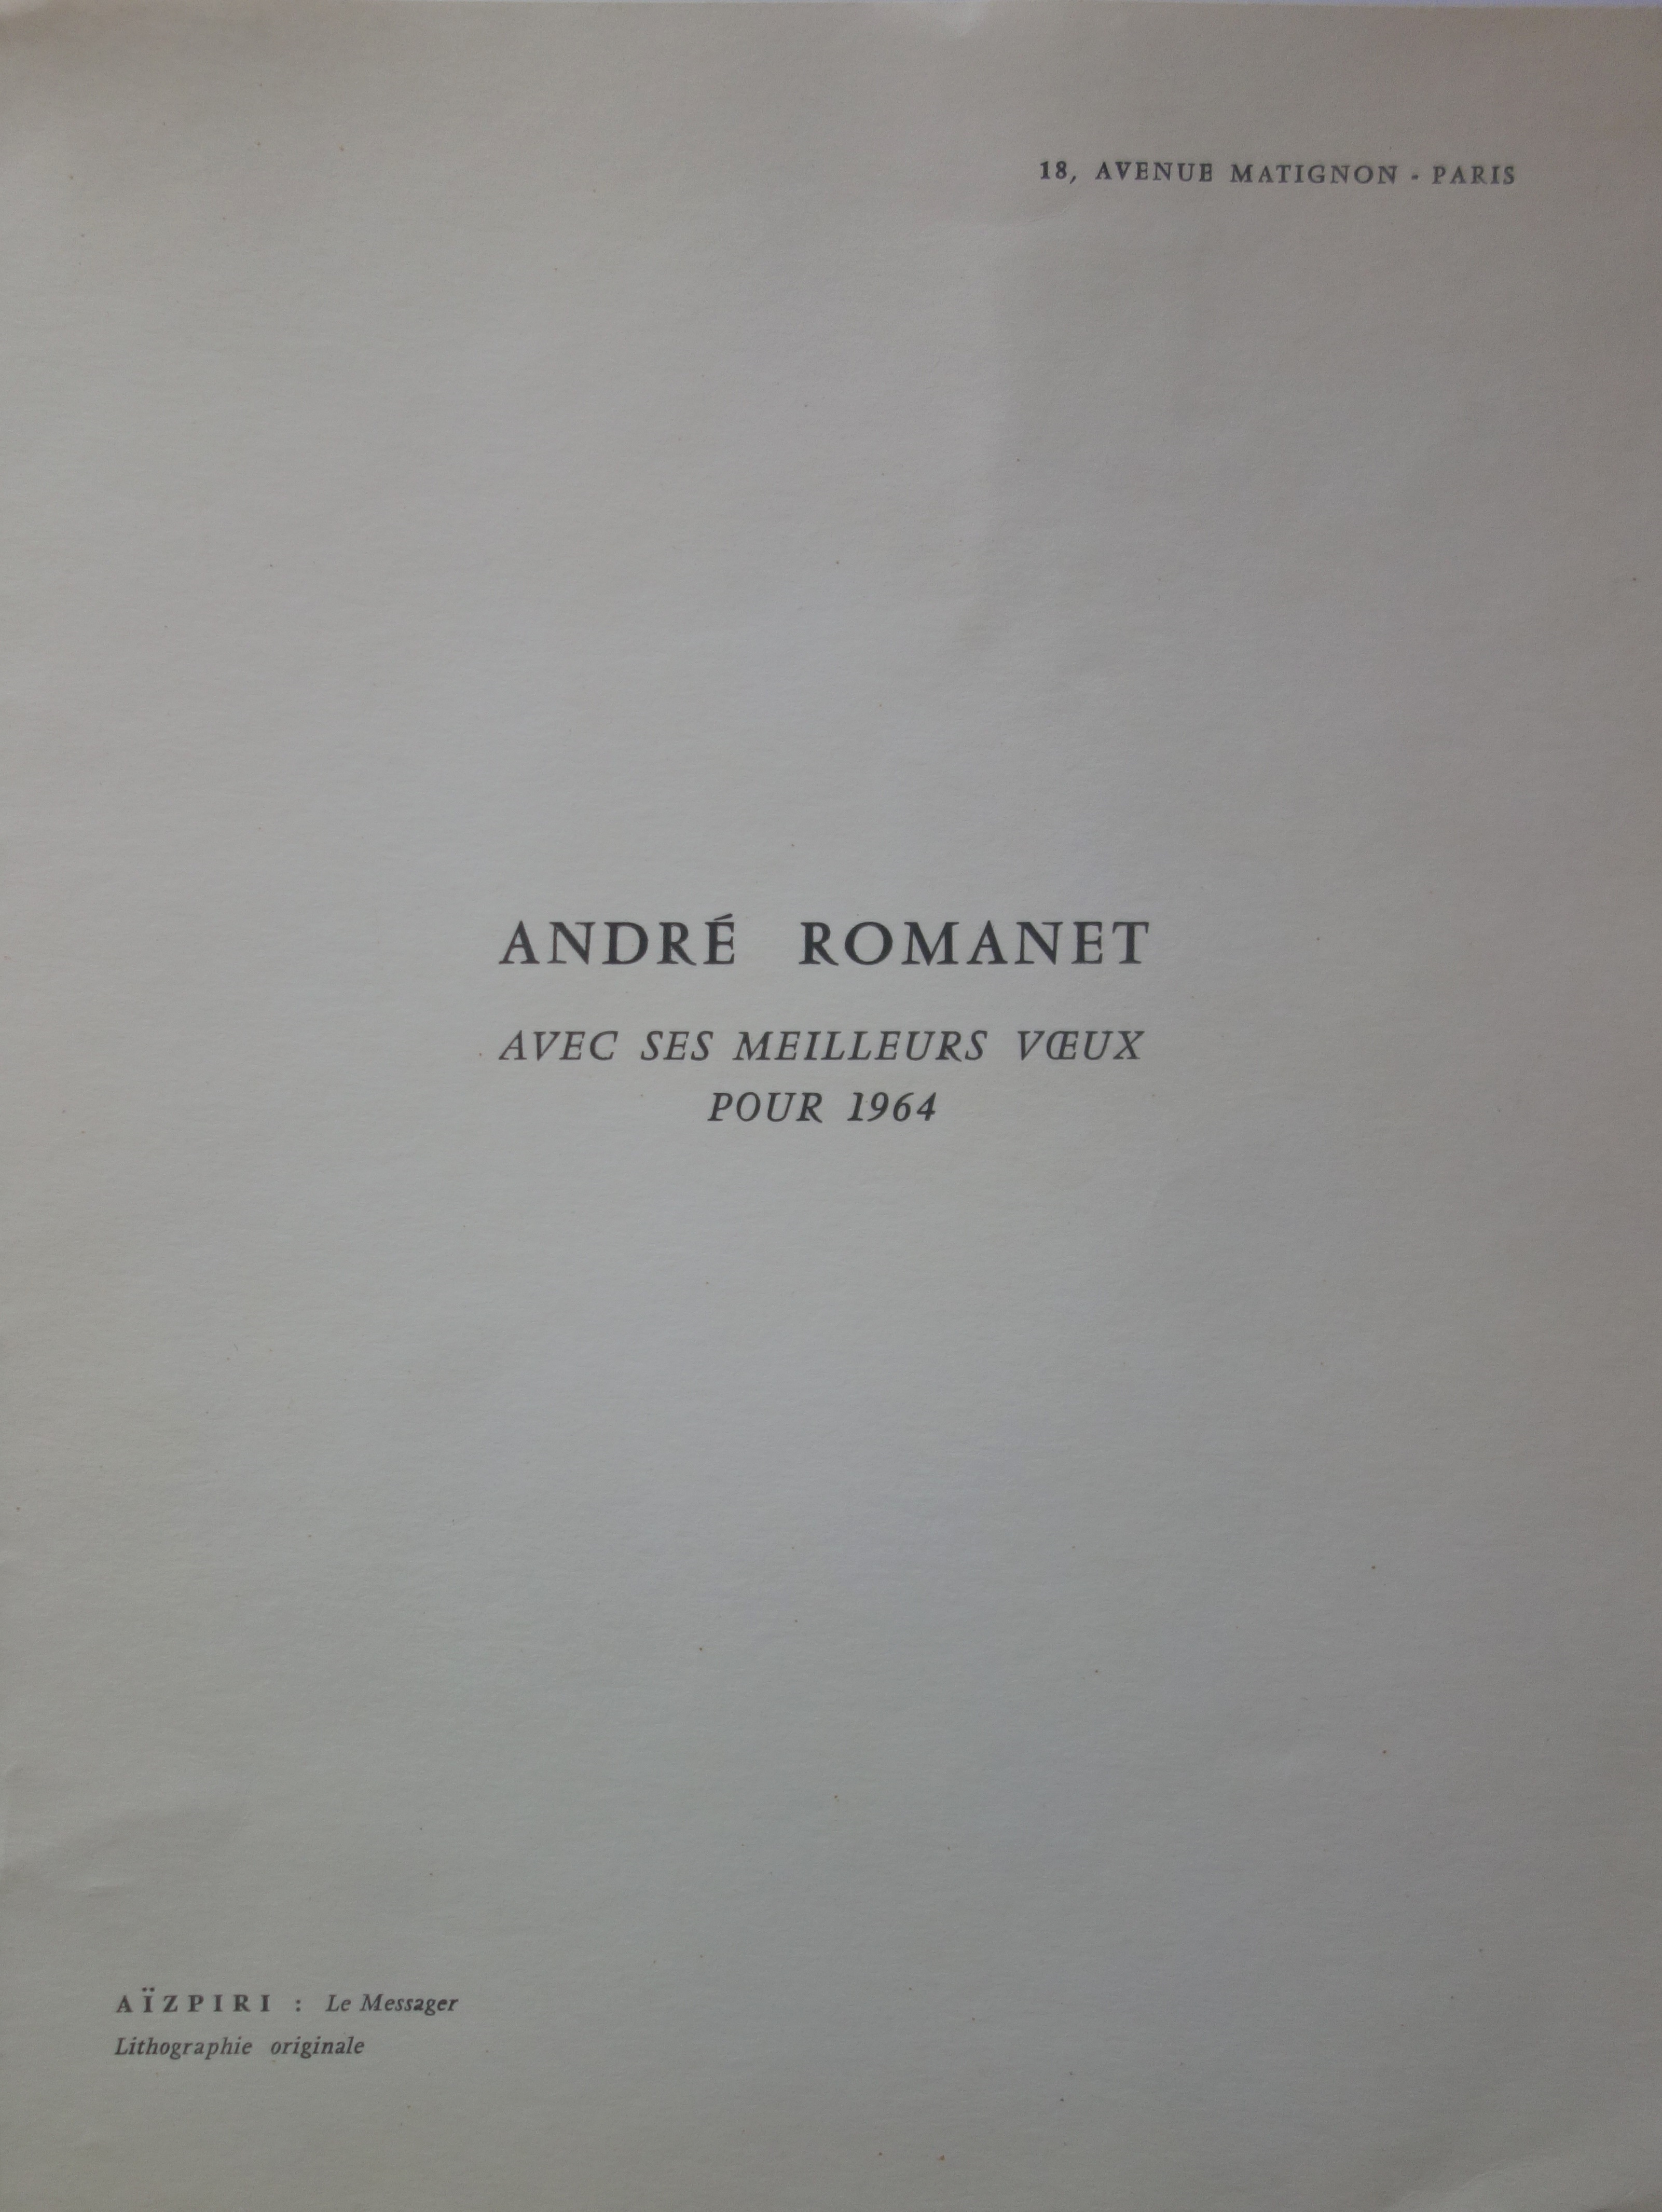 18, AVENUE MATIGNON - PARIS
ANDRÉ ROMANET
AVEC SES MEILLEURS VŒUX
POUR 1964
AÏZPIRI : Le Messager
Lithographie originale